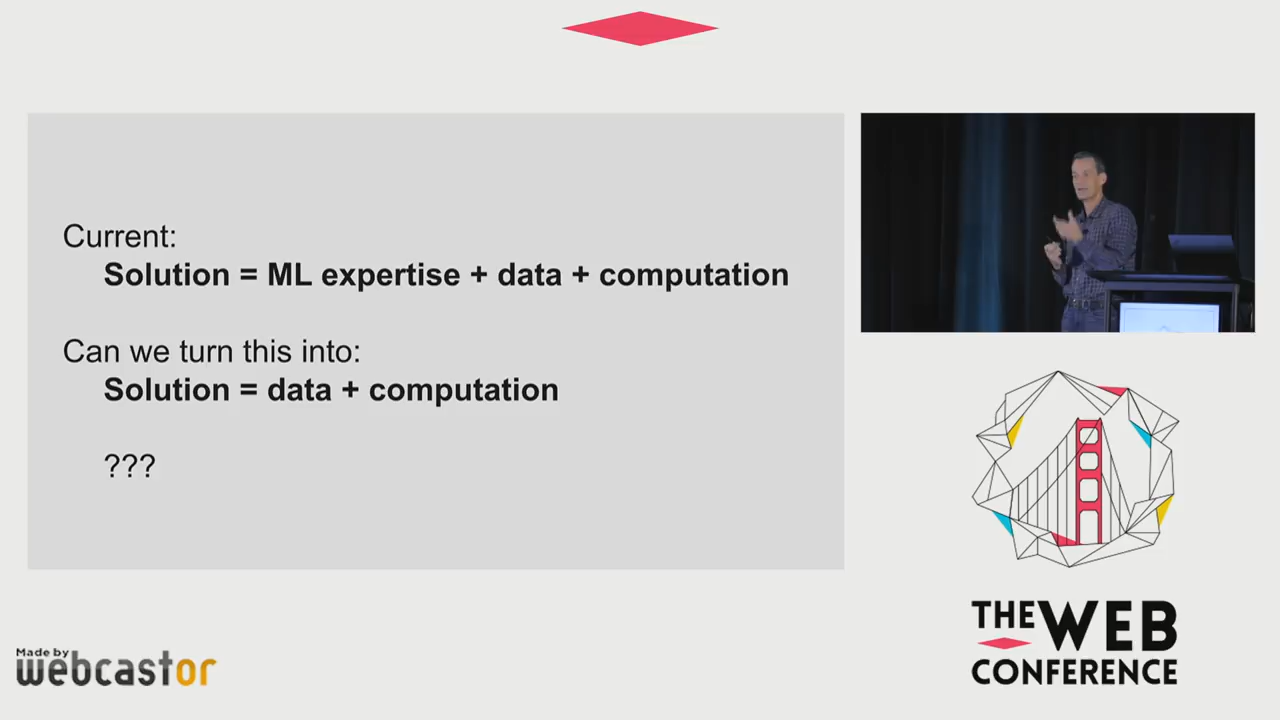 Current:
Solution = ML expertise + data + computation
Can we turn this into:
Solution = data + computation
???
Made by
webcastor
THE WEB
CONFERENCE